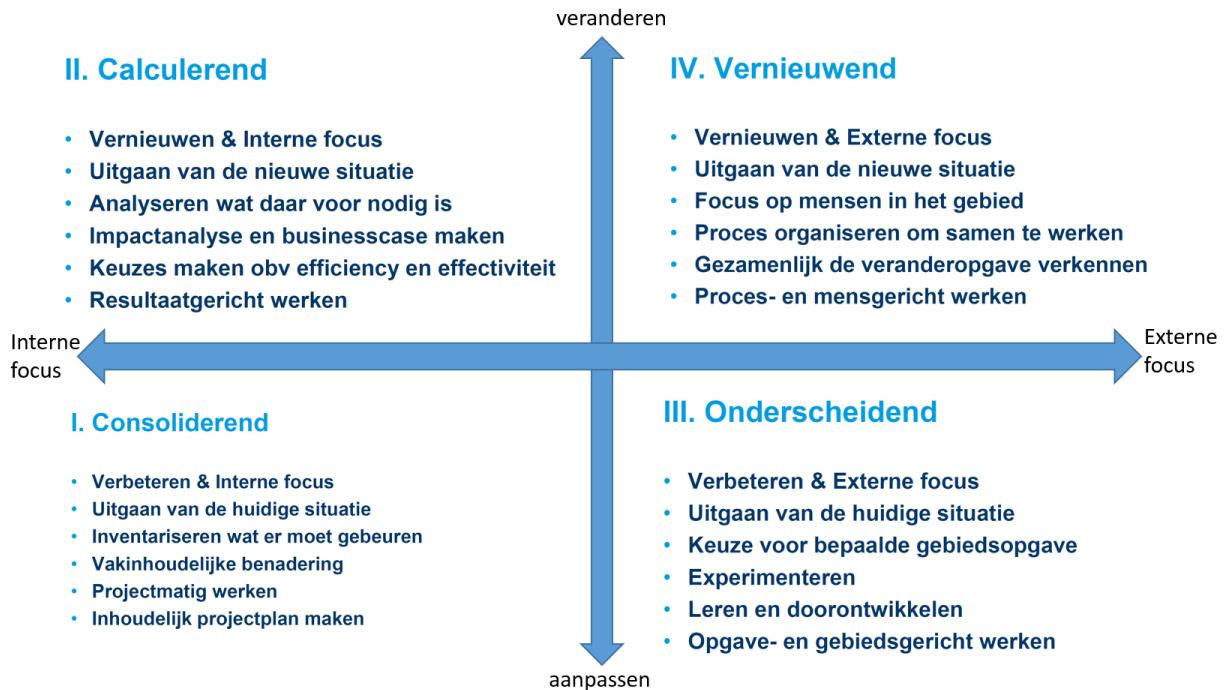 veranderen
II. Calculerend
• Vernieuwen & Interne focus
• Uitgaan van de nieuwe situatie
• Analyseren wat daar voor nodig is
• Impactanalyse en businesscase maken
• Keuzes maken obv efficiency en effectiviteit
• Resultaatgericht werken
IV. Vernieuwend
• Vernieuwen & Externe focus
• Uitgaan van de nieuwe situatie
• Focus op mensen in het gebied
• Proces organiseren om samen te werken
• Gezamenlijk de veranderopgave verkennen
• Proces- en mensgericht werken
Interne
focus
Externe
focus
I. Consoliderend
• Verbeteren & Interne focus
• Uitgaan van de huidige situatie
• Inventariseren wat er moet gebeuren
• Vakinhoudelijke benadering
• Projectmatig werken
• Inhoudelijk projectplan maken
III. Onderscheidend
• Verbeteren & Externe focus
• Uitgaan van de huidige situatie
• Keuze voor bepaalde gebiedsopgave
• Experimenteren
• Leren en doorontwikkelen
• Opgave- en gebiedsgericht werken
aanpassen